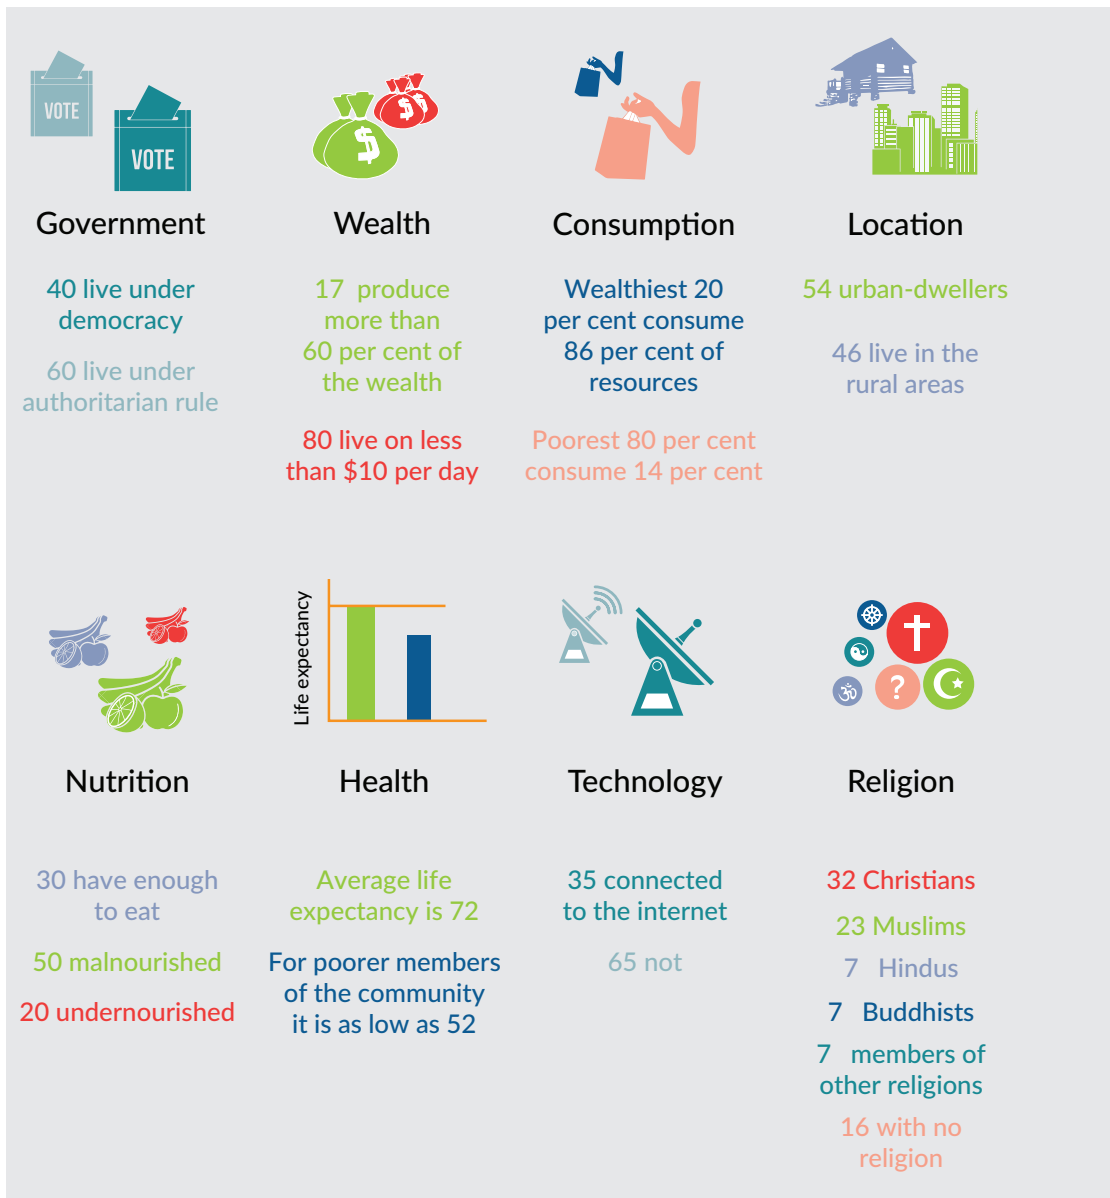 VOTE
VOTE
Government
40 live under
democracy
60 live under
authoritarian rule
$
$
$
Wealth
17 produce
more than
60 per cent of
the wealth
80 live on less
than $10 per day
Consumption
Wealthiest 20
per cent consume
86 per cent of
resources
Poorest 80 per cent
consume 14 per cent
Location
54 urban-dwellers
46 live in the
rural areas
Nutrition
30 have enough
to eat
50 malnourished
20 undernourished
Life expectancy
Health
Average life
expectancy is 72
For poorer members
of the community
it is as low as 52
Technology
35 connected
to the internet
65 not
ॐ
?
Religion
32 Christians
23 Muslims
7 Hindus
7 Buddhists
7 members of
other religions
16 with no
religion